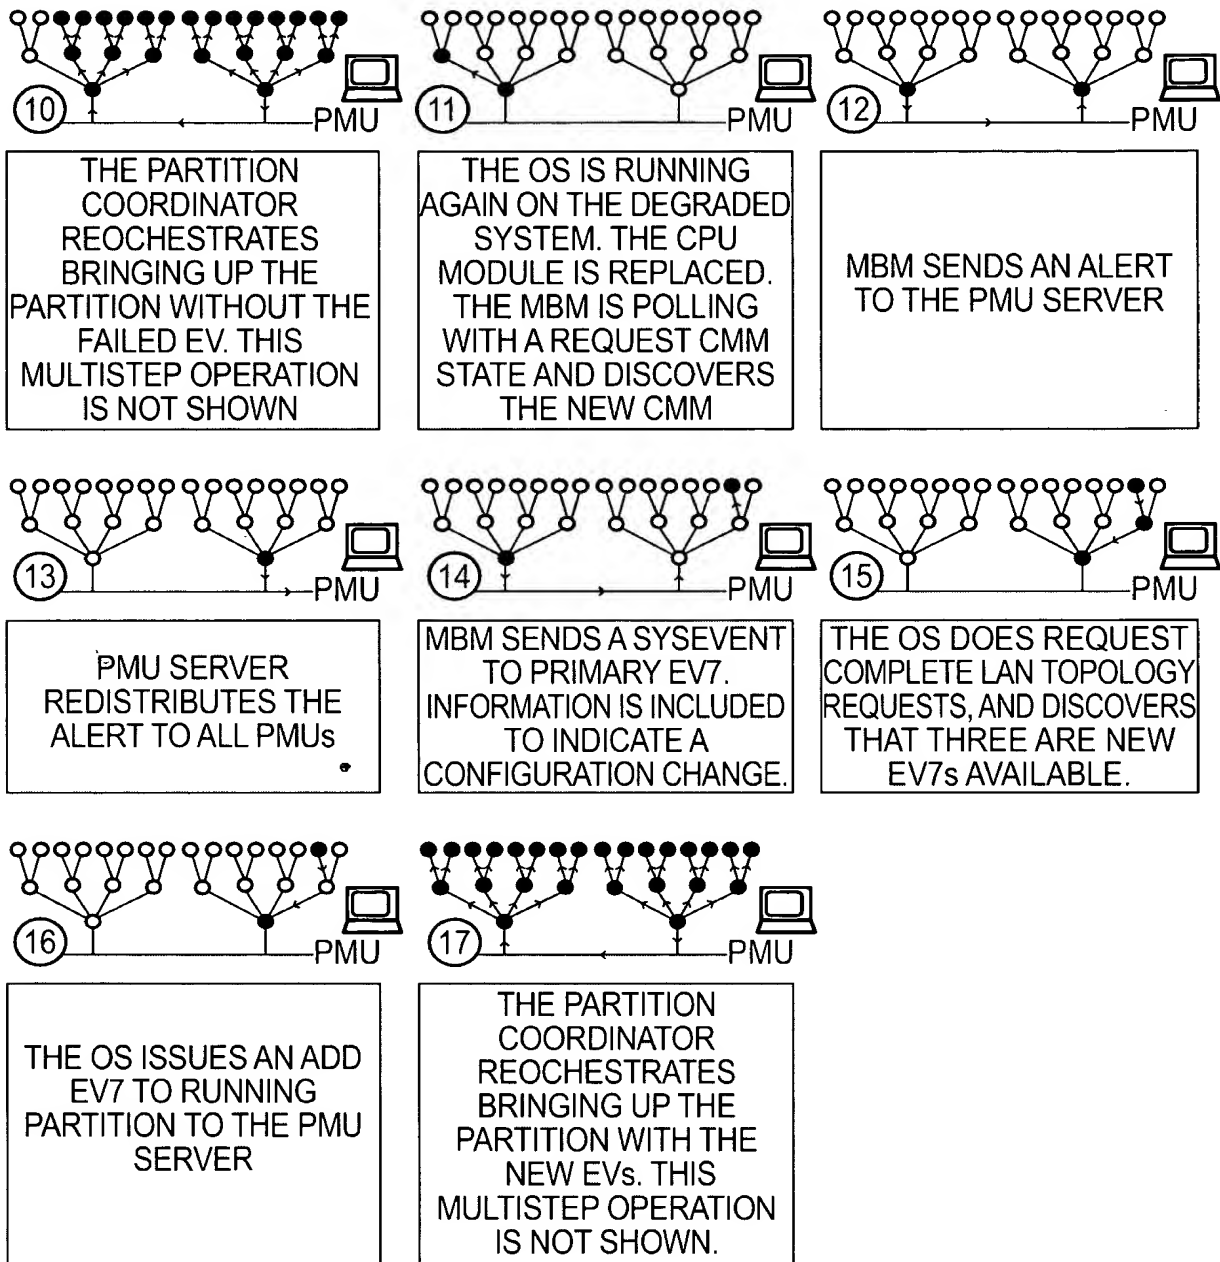 10
PMU
THE PARTITION
COORDINATOR
REOCHESTRATES
BRINGING UP THE
PARTITION WITHOUT THE
FAILED EV. THIS
MULTISTEP OPERATION
IS NOT SHOWN
11
PMU
THE OS IS RUNNING
AGAIN ON THE DEGRADED
SYSTEM. THE CPU
MODULE IS REPLACED.
THE MBM IS POLLING
WITH A REQUEST CMM
STATE AND DISCOVERS
THE NEW CMM
12
PMU
MBM SENDS AN ALERT
TO THE PMU SERVER
13
PMU
PMU SERVER
REDISTRIBUTES THE
ALERT TO ALL PMUs
14
PMU
MBM SENDS A SYSEVENT
TO PRIMARY EV7.
INFORMATION IS INCLUDED
TO INDICATE A
CONFIGURATION CHANGE.
15
PMU
THE OS DOES REQUEST
COMPLETE LAN TOPOLOGY
REQUESTS, AND DISCOVERS
THAT THREE ARE NEW
EV7s AVAILABLE.
16
PMU
THE OS ISSUES AN ADD
EV7 TO RUNNING
PARTITION TO THE PMU
SERVER
17
PMU
THE PARTITION
COORDINATOR
REOCHESTRATES
BRINGING UP THE
PARTITION WITH THE
NEW EVs. THIS
MULTISTEP OPERATION
IS NOT SHOWN.